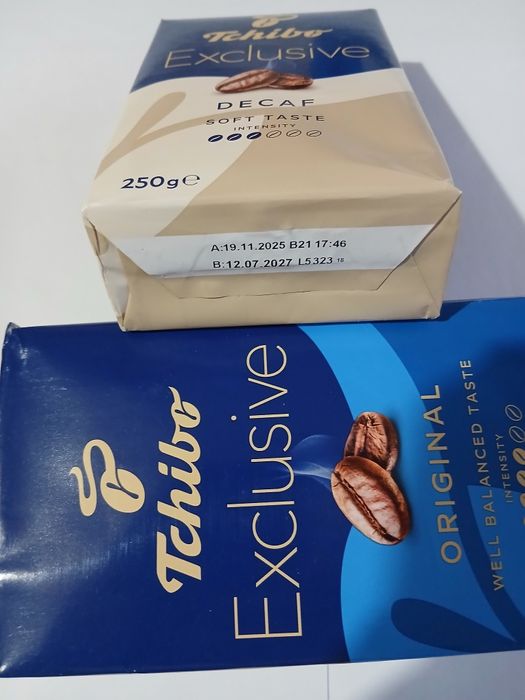 Tchibo
Exclusive
DECAF
SOFT TASTE
INTENSITY
250g℮
A:19.11.2025 B21 17:46
B:12.07.2027 L5323 18
Tchibo
Exclusive
ORIGINAL
WELL BALANCED TASTE
INTENSITY